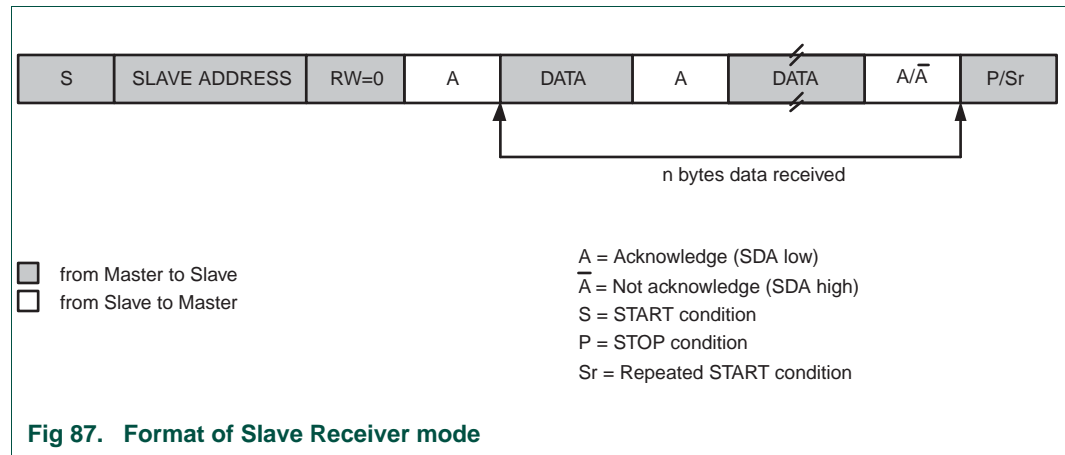 S SLAVE ADDRESS RW=0 A DATA A DATA A/A̅ P/Sr
n bytes data received
from Master to Slave
from Slave to Master
A = Acknowledge (SDA low)
A̅ = Not acknowledge (SDA high)
S = START condition
P = STOP condition
Sr = Repeated START condition
Fig 87. Format of Slave Receiver mode